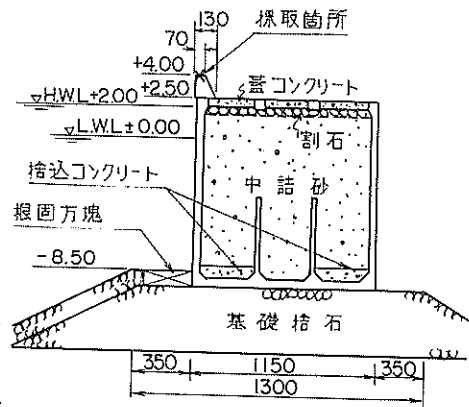 130
70
採取箇所
+4.00
+2.50
蓋コンクリート
H.W.L+2.00
L.W.L±0.00
割石
捨込コンクリート
中詰砂
根固方塊
-8.50
基礎捨石
350
1150
350
1300